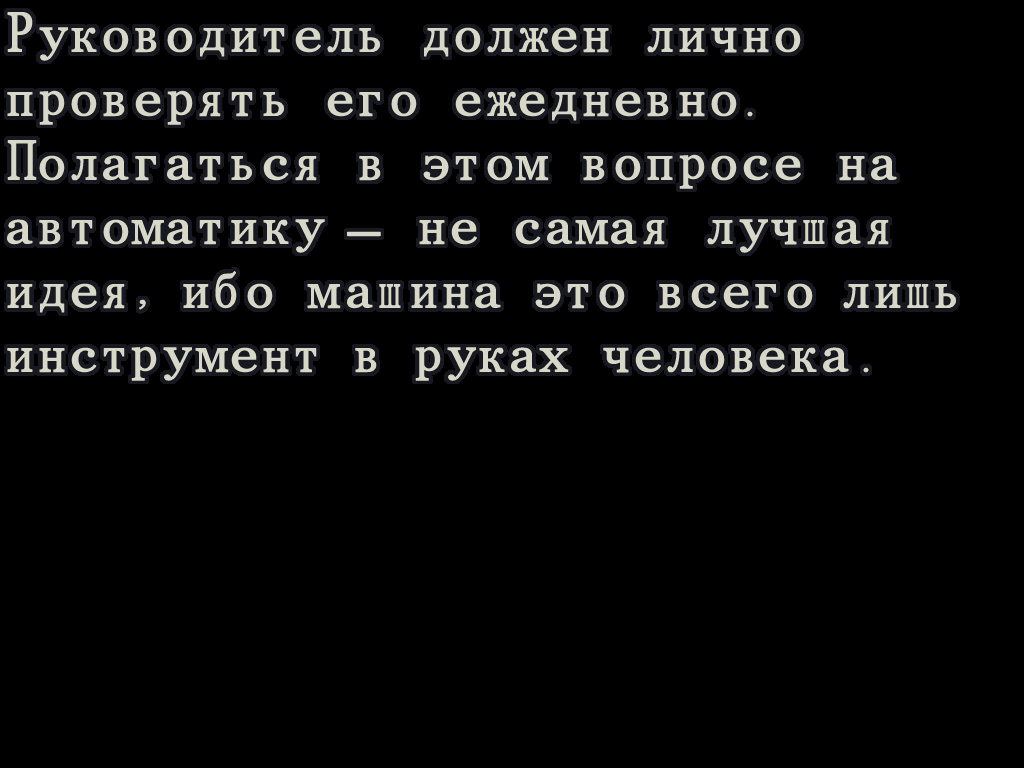 Руководитель должен лично
проверять его ежедневно.
Полагаться в этом вопросе на
автоматику — не самая лучшая
идея, ибо машина это всего лишь
инструмент в руках человека.